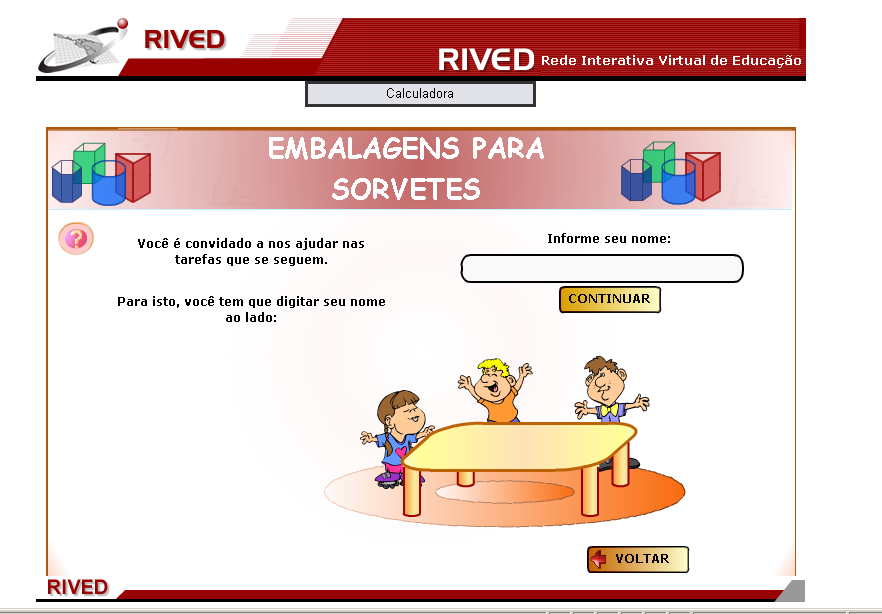 RIVED
RIVED Rede Interativa Virtual de Educação
Calculadora
EMBALAGENS PARA
SORVETES
?
Você é convidado a nos ajudar nas
tarefas que se seguem.
Para isto, você tem que digitar seu nome
ao lado:
Informe seu nome:
CONTINUAR
VOLTAR
RIVED